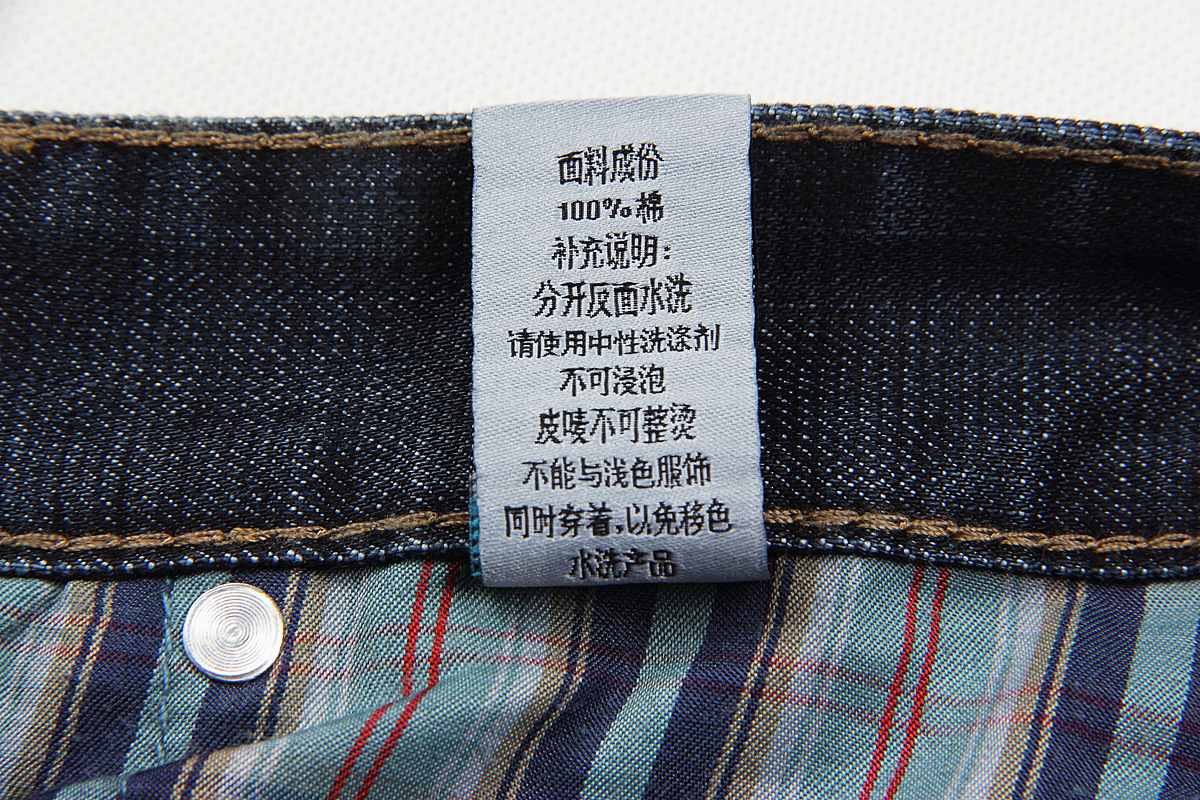 面料成份
100%棉
补充说明:
分开反面水洗
请使用中性洗涤剂
不可浸泡
皮唛不可整烫
不能与浅色服饰
同时穿着,以免移色
水洗产品